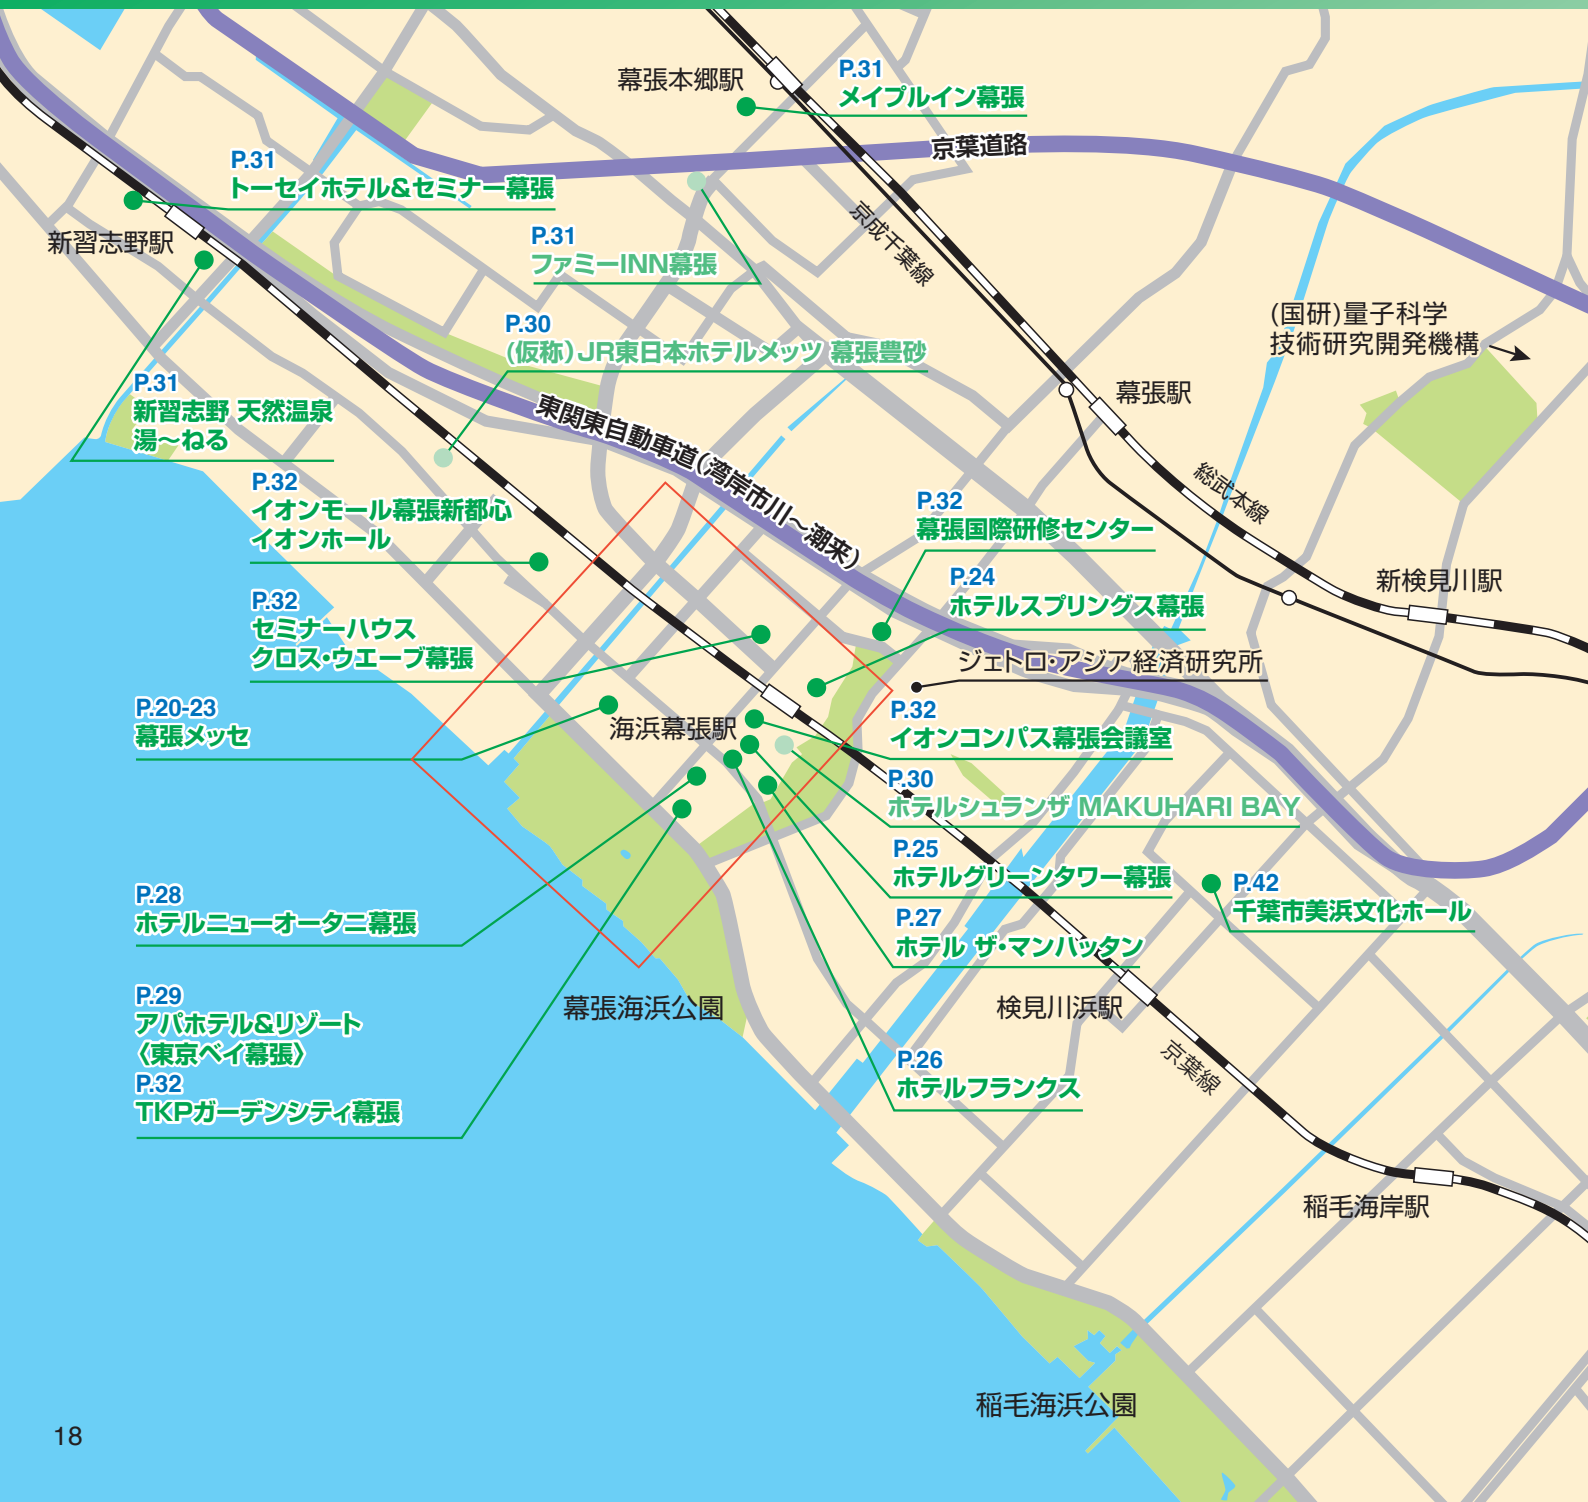 幕張本郷駅
P.31
メイプルイン幕張
京葉道路
P.31
トーセイホテル&セミナー幕張
新習志野駅
京成千葉線
P.31
ファミーINN幕張
(国研)量子科学
技術研究開発機構
P.30
(仮称)JR東日本ホテルメッツ 幕張豊砂
幕張駅
P.31
新習志野 天然温泉
湯～ねる
東関東自動車道(湾岸市川～潮来)
総武本線
P.32
イオンモール幕張新都心
イオンホール
P.32
幕張国際研修センター
新検見川駅
P.24
ホテルスプリングス幕張
P.32
セミナーハウス
クロス・ウエーブ幕張
ジェトロ・アジア経済研究所
P.20-23
幕張メッセ
海浜幕張駅
P.32
イオンコンパス幕張会議室
P.30
ホテルシュランザ MAKUHARI BAY
P.25
ホテルグリーンタワー幕張
P.42
千葉市美浜文化ホール
P.28
ホテルニューオータニ幕張
P.27
ホテル ザ・マンハッタン
P.29
アパホテル&リゾート
〈東京ベイ幕張〉
幕張海浜公園
検見川浜駅
P.32
TKPガーデンシティ幕張
P.26
ホテルフランクス
京葉線
稲毛海岸駅
稲毛海浜公園
18